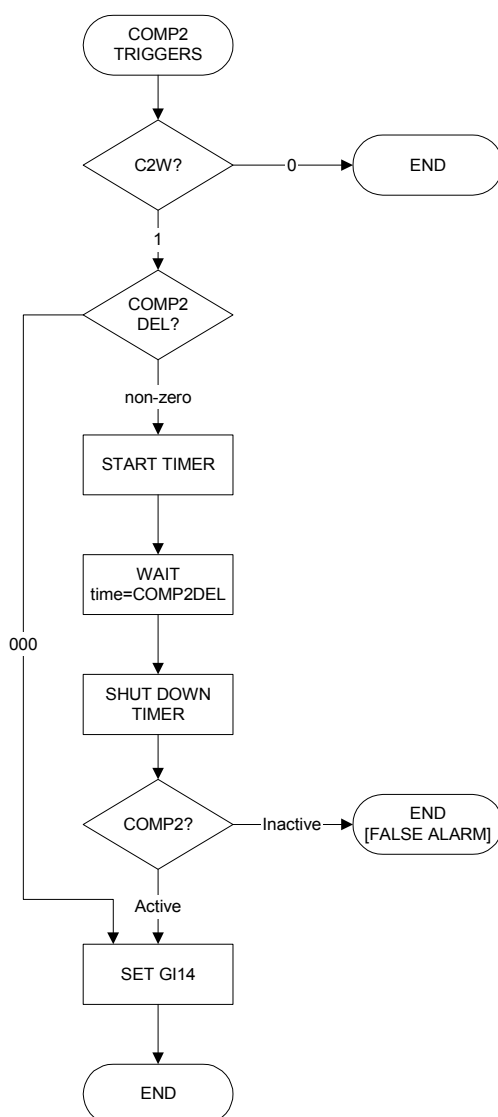 COMP2
TRIGGERS
C2W?
0
END
1
COMP2
DEL?
non-zero
START TIMER
WAIT
time=COMP2DEL
000
SHUT DOWN
TIMER
COMP2?
Inactive
END
[FALSE ALARM]
Active
SET GI14
END